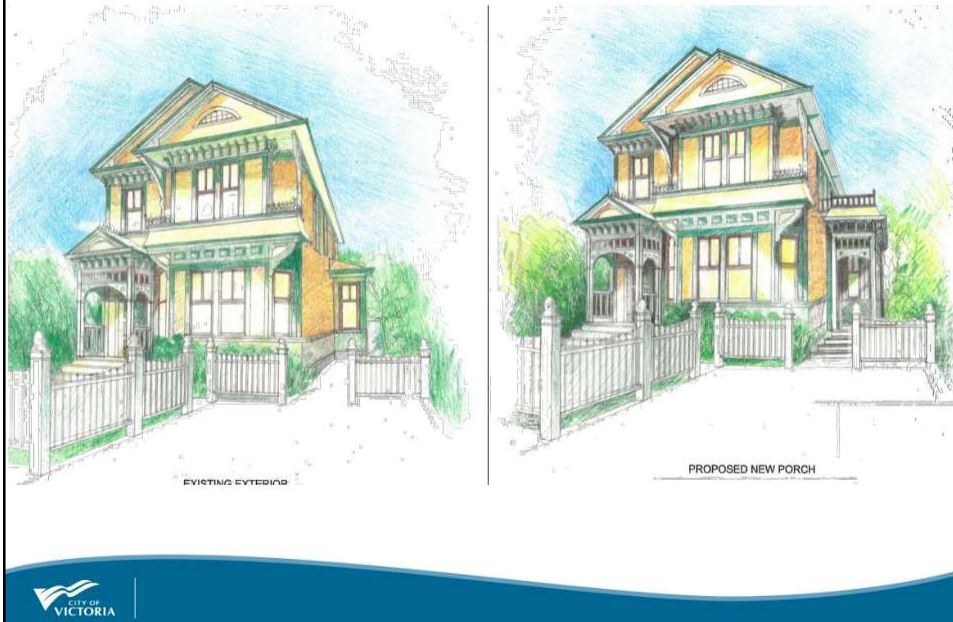 EXISTING EXTERIOR
PROPOSED NEW PORCH
CITY OF
VICTORIA